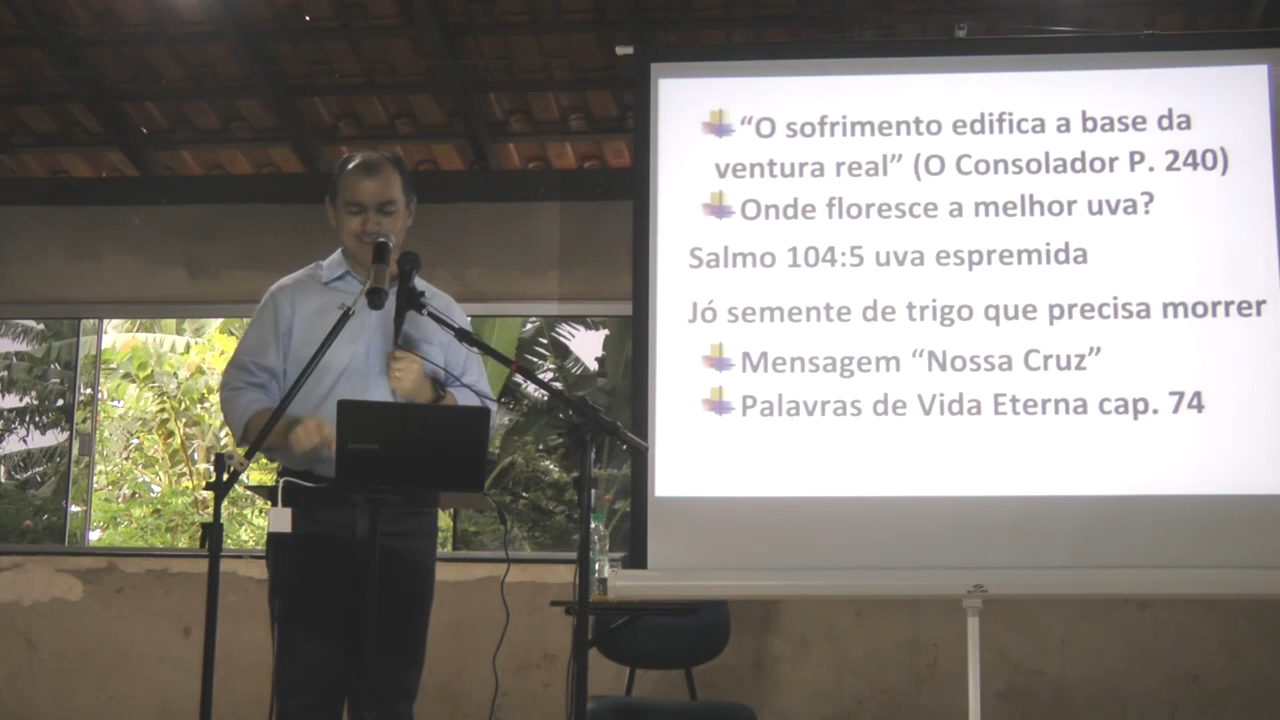 “O sofrimento edifica a base da
ventura real” (O Consolador P. 240)
Onde floresce a melhor uva?
Salmo 104:5 uva espremida
Jó semente de trigo que precisa morrer
Mensagem “Nossa Cruz”
Palavras de Vida Eterna cap. 74